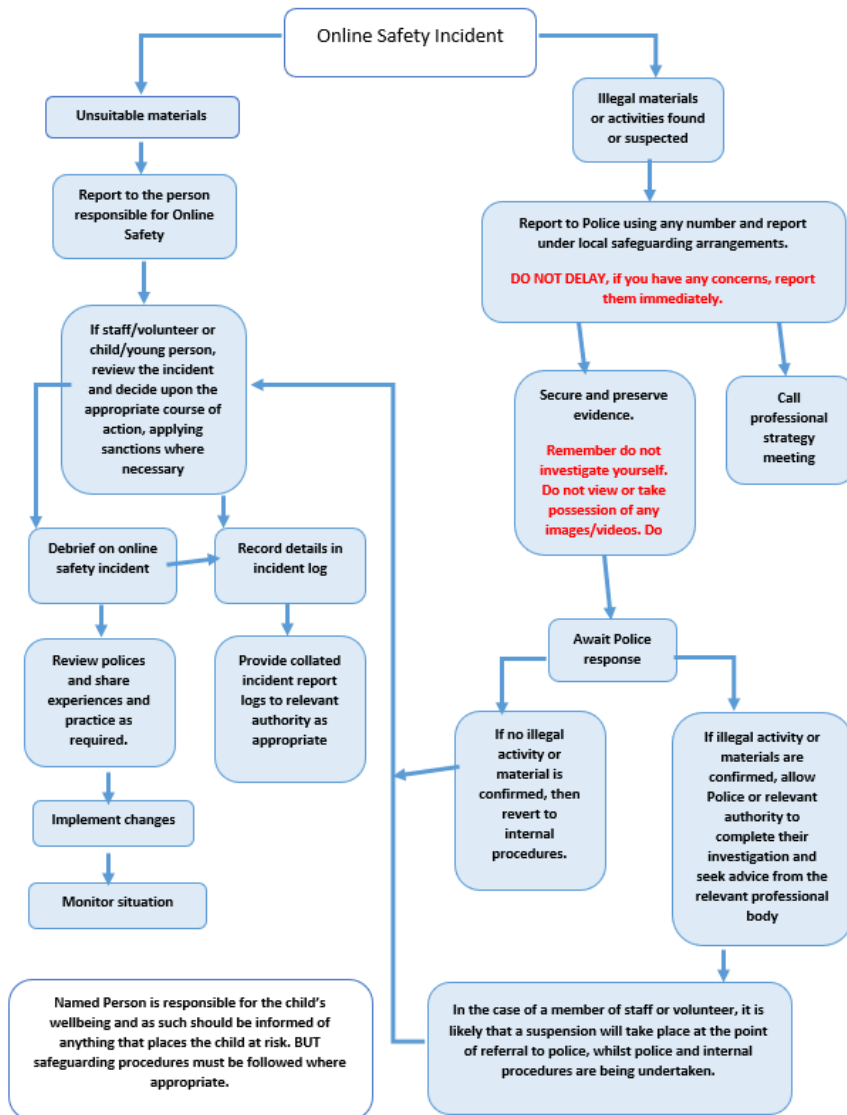 Online Safety Incident
Unsuitable materials
Report to the person
responsible for Online
Safety
If staff/volunteer or
child/young person,
review the incident
and decide upon the
appropriate course of
action, applying
sanctions where
necessary
Debrief on online
safety incident
Record details in
incident log
Review polices
and share
experiences and
practice as
required.
Provide collated
incident report
logs to relevant
authority as
appropriate
Implement changes
Monitor situation
Illegal materials
or activities found
or suspected
Report to Police using any number and report
under local safeguarding arrangements.
DO NOT DELAY, if you have any concerns, report
them immediately.
Secure and preserve
evidence.
Remember do not
investigate yourself.
Do not view or take
possession of any
images/videos. Do
Call
professional
strategy
meeting
Await Police
response
If no illegal
activity or
material is
confirmed, then
revert to
internal
procedures.
If illegal activity or
materials are
confirmed, allow
Police or relevant
authority to
complete their
investigation and
seek advice from the
relevant professional
body
In the case of a member of staff or volunteer, it is
likely that a suspension will take place at the point
of referral to police, whilst police and internal
procedures are being undertaken.
Named Person is responsible for the child's
wellbeing and as such should be informed of
anything that places the child at risk. BUT
safeguarding procedures must be followed where
appropriate.